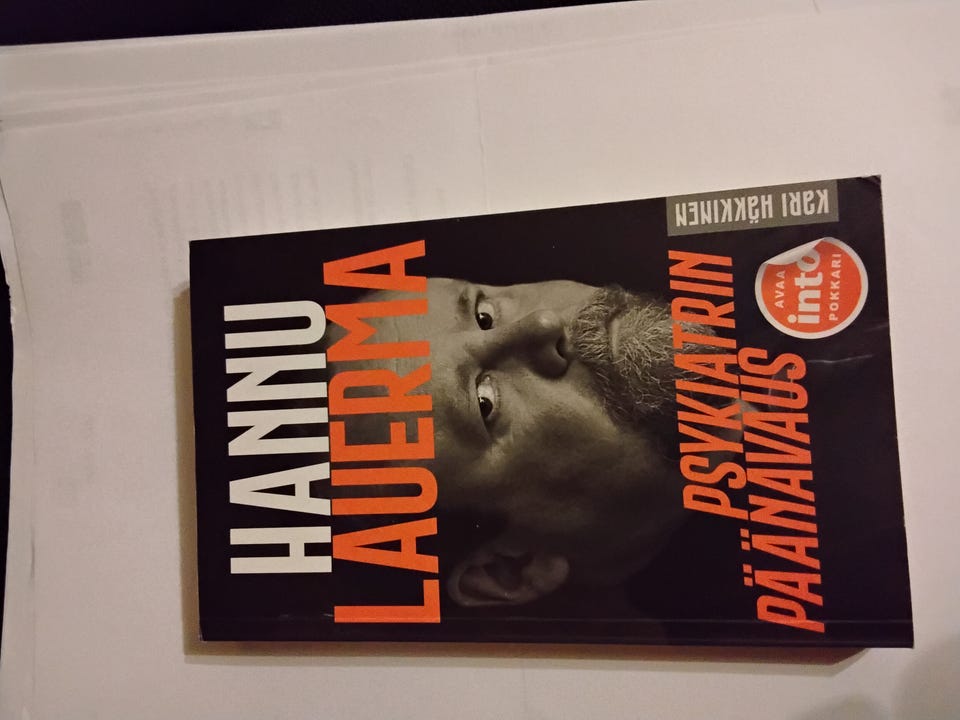 HANNU
LAUERMA
PSYKIATRIN
PÄÄNAVAUS
AVAA
into
POKKARI
KARI HÄKKINEN